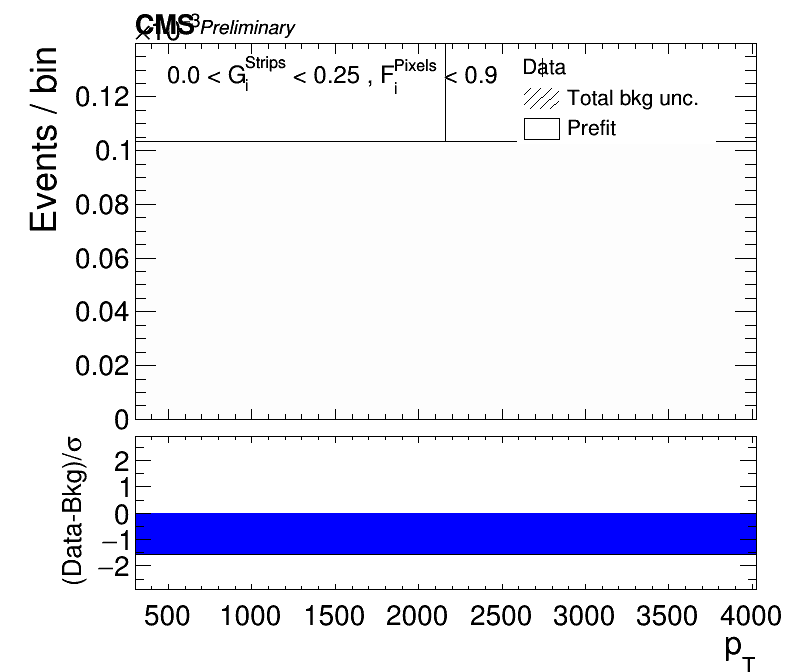 CMS Preliminary
×10³
0.0 < G_i^Strips < 0.25 , F_i^Pixels < 0.9
Data
Total bkg unc.
Prefit
Events / bin
0.12
0.1
0.08
0.06
0.04
0.02
0
(Data-Bkg)/σ
2
1
0
−1
−2
500 1000 1500 2000 2500 3000 3500 4000
p_T